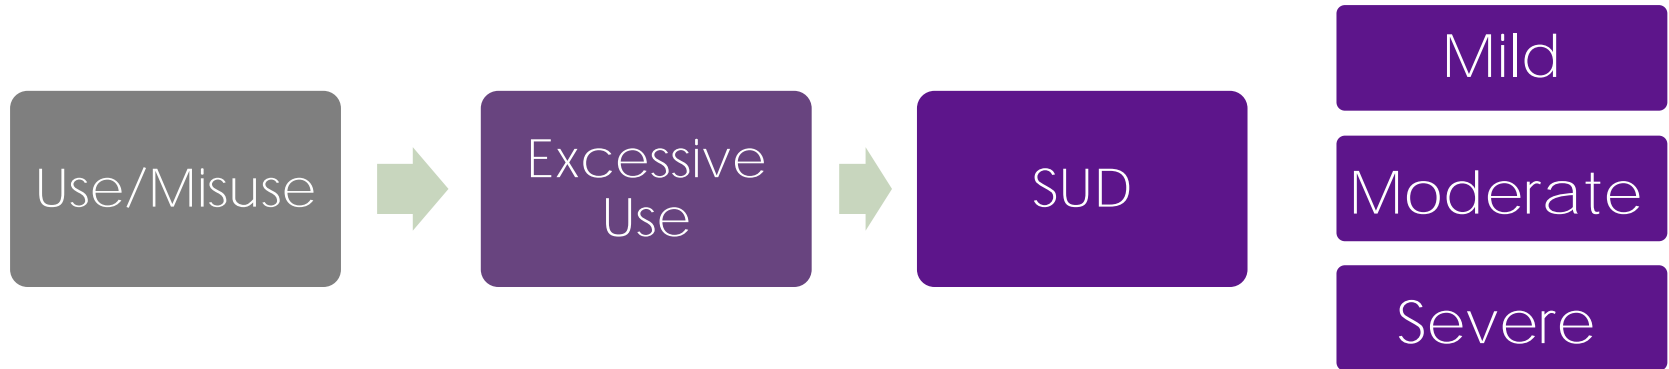 Use/Misuse
Excessive
Use
SUD
Mild
Moderate
Severe